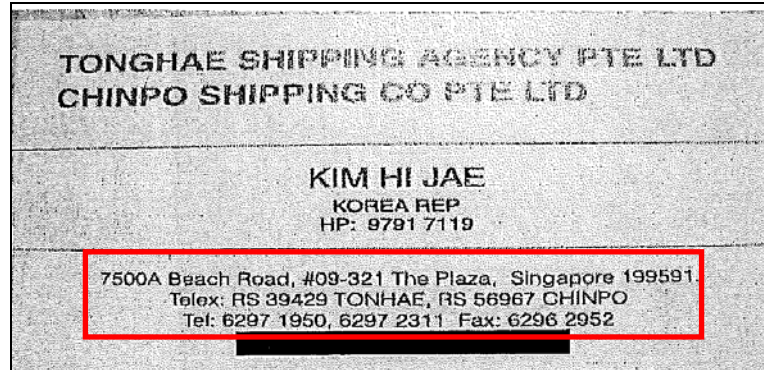 TONGHAE SHIPPING AGENCY PTE LTD
CHINPO SHIPPING CO PTE LTD
KIM HI JAE
KOREA REP
HP: 9791 7119
7500A Beach Road, #09-321 The Plaza, Singapore 199591.
Telex: RS 39429 TONHAE, RS 56967 CHINPO
Tel: 6297 1950, 6297 2311 Fax: 6296 2952